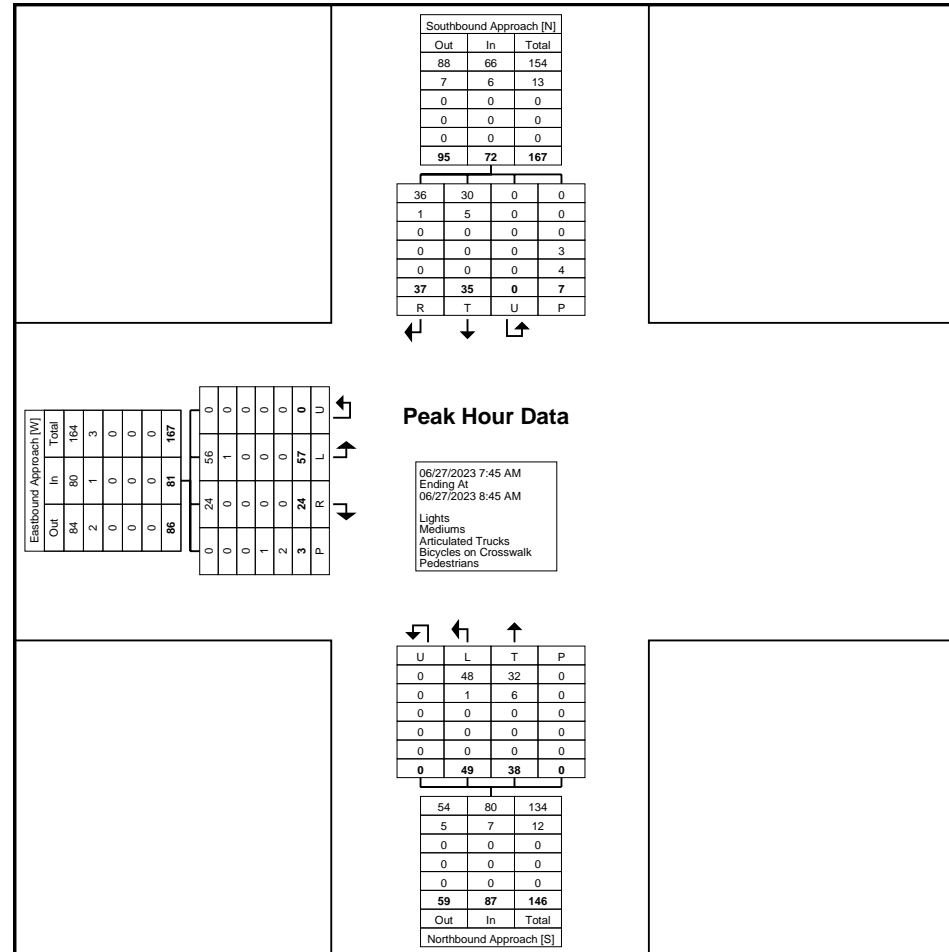 Southbound Approach [N]
Out In Total
88 66 154
7 6 13
0 0 0
0 0 0
0 0 0
95 72 167
36 30 0 0
1 5 0 0
0 0 0 0
0 0 0 3
0 0 0 4
37 35 0 7
R T U P
Eastbound Approach [W]
Out In Total
84 80 164
2 1 3
0 0 0
0 0 0
0 0 0
86 81 167
0 24 56 0
0 0 1 0
0 0 0 0
1 0 0 0
2 0 0 0
3 24 57 0
P R L U
Peak Hour Data
06/27/2023 7:45 AM
Ending At
06/27/2023 8:45 AM
Lights
Mediums
Articulated Trucks
Bicycles on Crosswalk
Pedestrians
U L T P
0 48 32 0
0 1 6 0
0 0 0 0
0 0 0 0
0 0 0 0
0 49 38 0
54 80 134
5 7 12
0 0 0
0 0 0
0 0 0
59 87 146
Out In Total
Northbound Approach [S]